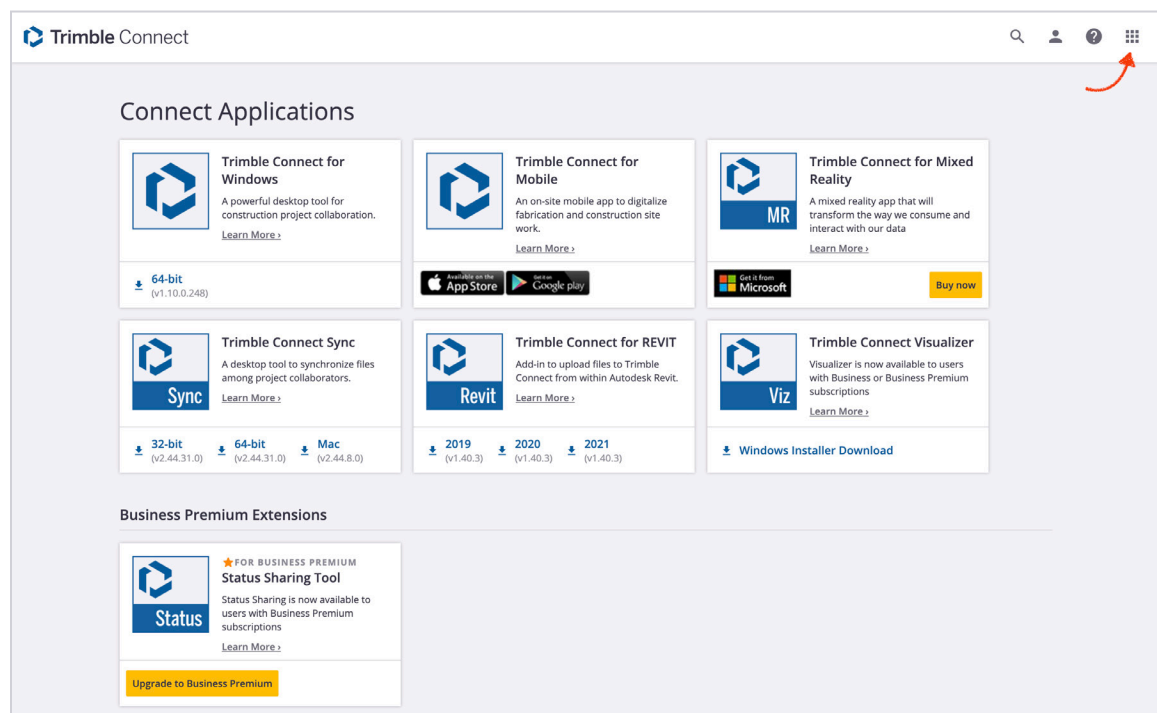 Trimble Connect
Connect Applications
Trimble Connect for
Windows
A powerful desktop tool for
construction project collaboration.
Learn More ›
64-bit
(v1.10.0.248)
Trimble Connect for
Mobile
An on-site mobile app to digitalize
fabrication and construction site
work.
Learn More ›
Available on the
App Store
Get it on
Google play
MR
Trimble Connect for Mixed
Reality
A mixed reality app that will
transform the way we consume and
interact with our data
Learn More ›
Get it from
Microsoft
Buy now
Sync
Trimble Connect Sync
A desktop tool to synchronize files
among project collaborators.
Learn More ›
32-bit 64-bit Mac
(v2.44.31.0) (v2.44.31.0) (v2.44.8.0)
Revit
Trimble Connect for REVIT
Add-in to upload files to Trimble
Connect from within Autodesk Revit.
Learn More ›
2019 2020 2021
(v1.40.3) (v1.40.3) (v1.40.3)
Viz
Trimble Connect Visualizer
Visualizer is now available to users
with Business or Business Premium
subscriptions
Learn More ›
Windows Installer Download
Business Premium Extensions
Status
FOR BUSINESS PREMIUM
Status Sharing Tool
Status Sharing is now available to
users with Business Premium
subscriptions
Learn More ›
Upgrade to Business Premium